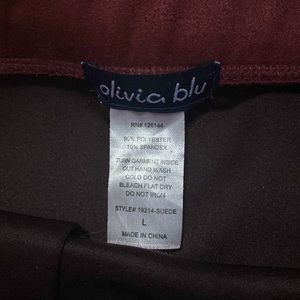 olivia blu
RN# 126144
90% POLYESTER
10% SPANDEX
TURN GARMENT INSIDE
OUT HAND WASH
COLD DO NOT
BLEACH FLAT DRY
DO NOT IRON
STYLE# 19214-SUEDE
L
MADE IN CHINA